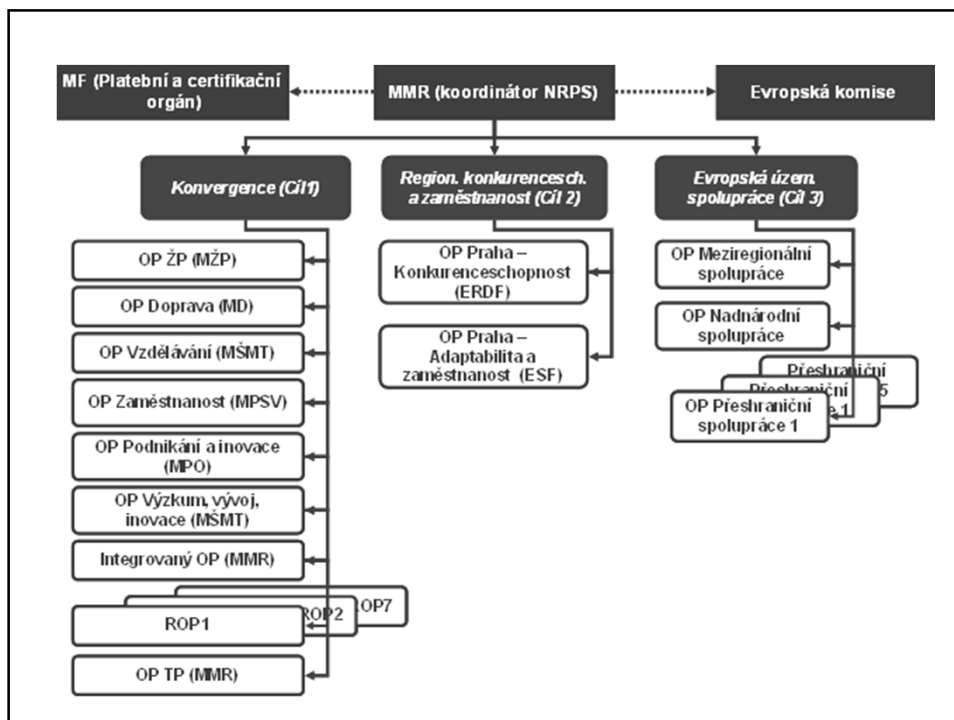 MF (Platební a certifikační
orgán)
MMR (koordinátor NRPS)
Evropská komise
Konvergence (Cíl1)
Region. konkurencesch.
a zaměstnanost (Cíl 2)
Evropská územ.
spolupráce (Cíl 3)
OP ŽP (MŽP)
OP Doprava (MD)
OP Vzdělávání (MŠMT)
OP Zaměstnanost (MPSV)
OP Podnikání a inovace
(MPO)
OP Výzkum, vývoj,
inovace (MŠMT)
Integrovaný OP (MMR)
ROP7
ROP2
ROP1
OP TP (MMR)
OP Praha –
Konkurenceschopnost
(ERDF)
OP Praha –
Adaptabilita a
zaměstnanost (ESF)
OP Meziregionální
spolupráce
OP Nadnárodní
spolupráce
Přeshraniční
5
Přeshraniční
e 1
OP Přeshraniční
spolupráce 1